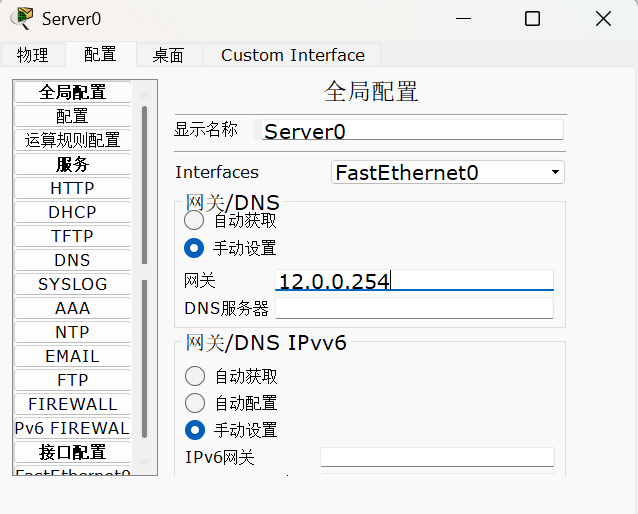 Server0
物理 配置 桌面 Custom Interface
全局配置
配置
运算规则配置
服务
HTTP
DHCP
TFTP
DNS
SYSLOG
AAA
NTP
EMAIL
FTP
FIREWALL
Pv6 FIREWAL
接口配置
FastEthernet0
全局配置
显示名称 Server0
Interfaces FastEthernet0
网关/DNS
自动获取
手动设置
网关 12.0.0.254
DNS服务器
网关/DNS IPvv6
自动获取
自动配置
手动设置
IPv6网关